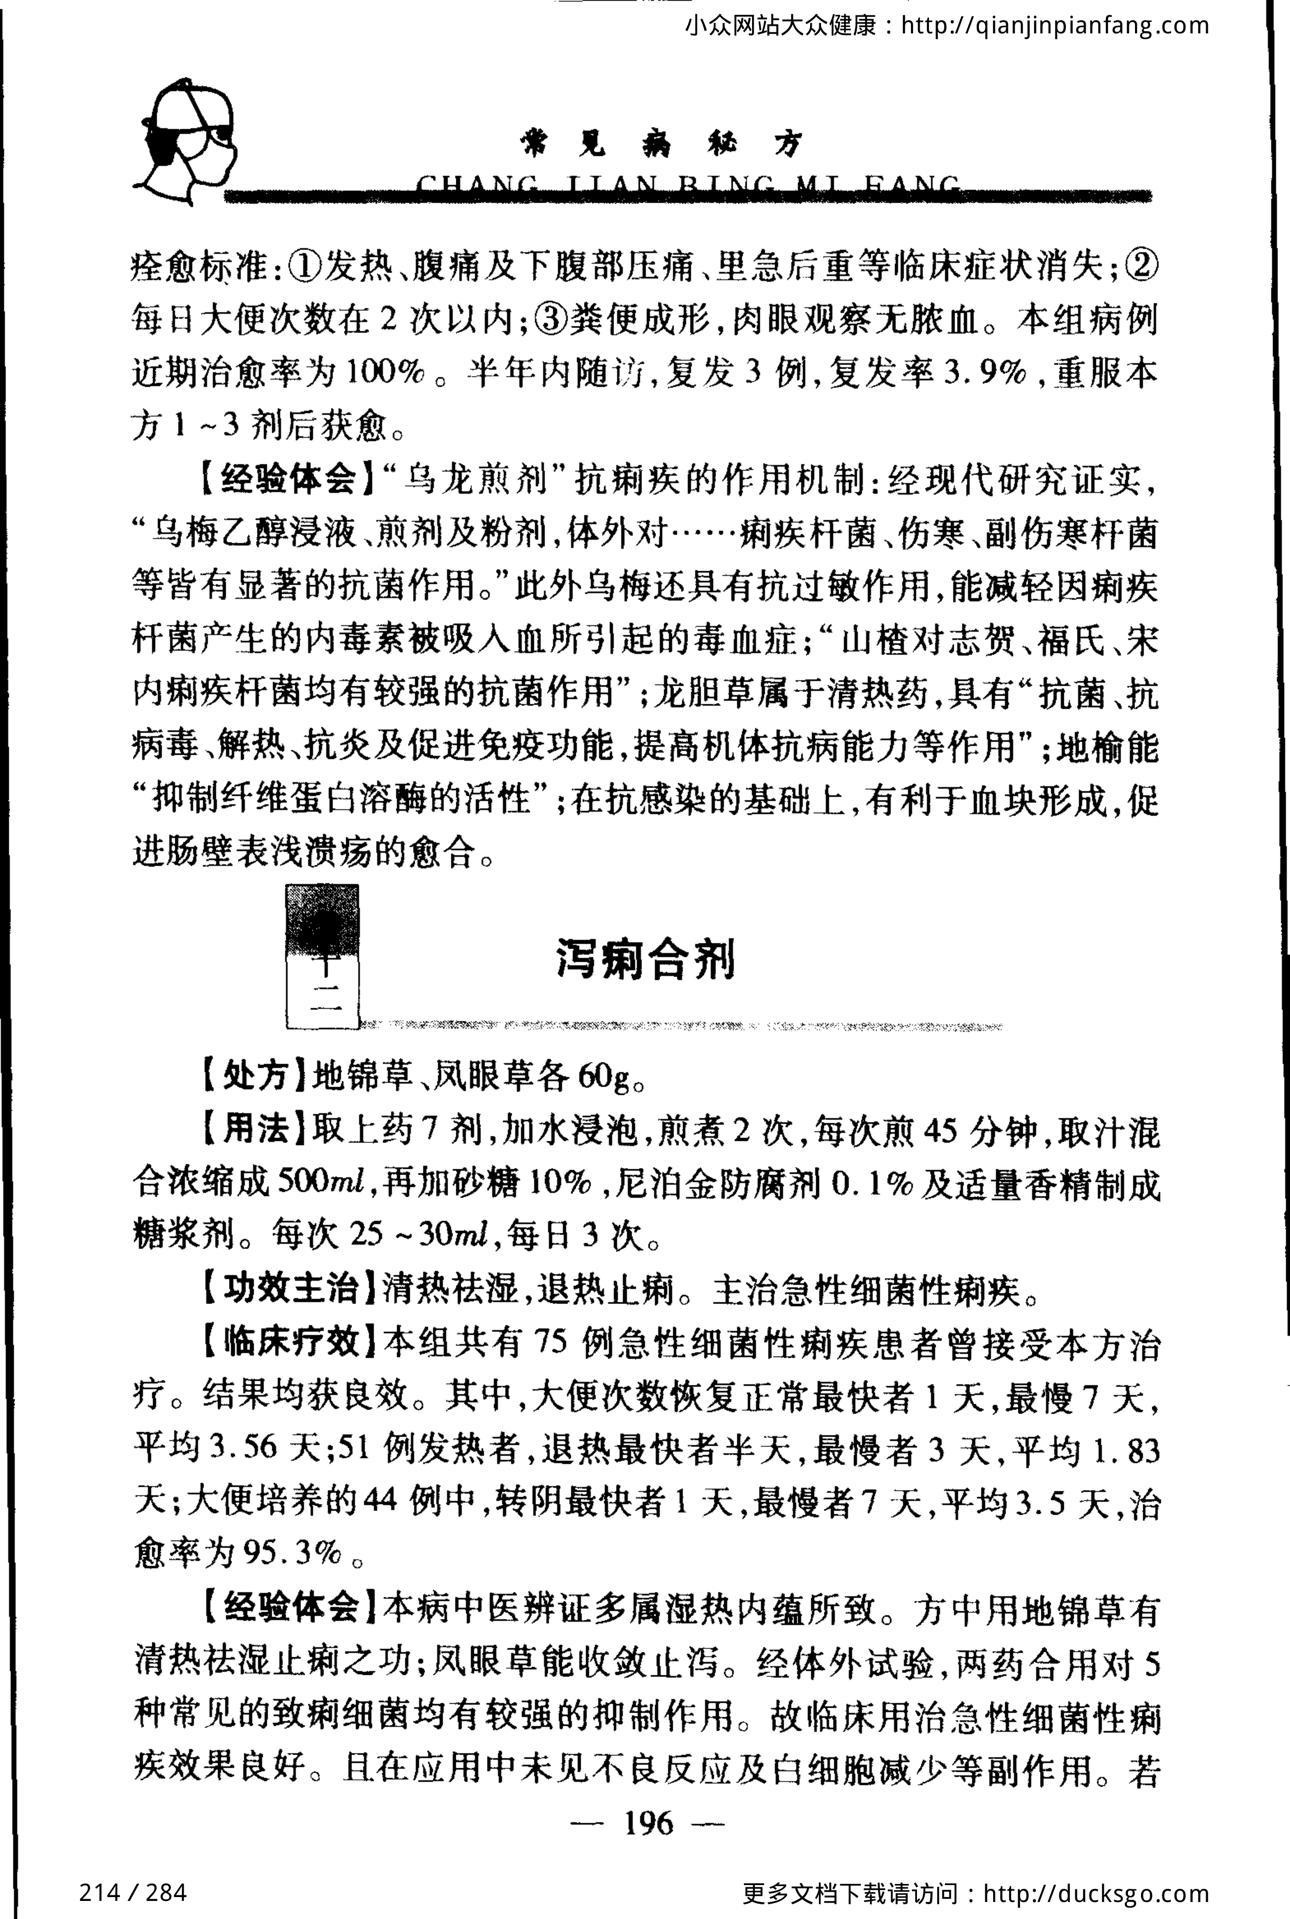 小众网站大众健康：http://qianjinpianfang.com
常见病秘方
CHANG JIAN BING MI FANG
痊愈标准:①发热、腹痛及下腹部压痛、里急后重等临床症状消失;②
每日大便次数在 2 次以内;③粪便成形,肉眼观察无脓血。本组病例
近期治愈率为 100%。半年内随访,复发 3 例,复发率 3.9%,重服本
方 1 ~3 剂后获愈。
【经验体会】“乌龙煎剂”抗痢疾的作用机制:经现代研究证实,
“乌梅乙醇浸液、煎剂及粉剂,体外对……痢疾杆菌、伤寒、副伤寒杆菌
等皆有显著的抗菌作用。”此外乌梅还具有抗过敏作用,能减轻因痢疾
杆菌产生的内毒素被吸入血所引起的毒血症;“山楂对志贺、福氏、宋
内痢疾杆菌均有较强的抗菌作用”;龙胆草属于清热药,具有“抗菌、抗
病毒、解热、抗炎及促进免疫功能,提高机体抗病能力等作用”;地榆能
“抑制纤维蛋白溶酶的活性”;在抗感染的基础上,有利于血块形成,促
进肠壁表浅溃疡的愈合。
十二
泻痢合剂
【处方】地锦草、凤眼草各 60g。
【用法】取上药 7 剂,加水浸泡,煎煮 2 次,每次煎 45 分钟,取汁混
合浓缩成 500ml,再加砂糖 10%,尼泊金防腐剂 0.1%及适量香精制成
糖浆剂。每次 25 ~30ml,每日 3 次。
【功效主治】清热祛湿,退热止痢。主治急性细菌性痢疾。
【临床疗效】本组共有 75 例急性细菌性痢疾患者曾接受本方治
疗。结果均获良效。其中,大便次数恢复正常最快者 1 天,最慢 7 天,
平均 3.56 天;51 例发热者,退热最快者半天,最慢者 3 天,平均 1.83
天;大便培养的 44 例中,转阴最快者 1 天,最慢者 7 天,平均 3.5 天,治
愈率为 95.3%。
【经验体会】本病中医辨证多属湿热内蕴所致。方中用地锦草有
清热祛湿止痢之功;凤眼草能收敛止泻。经体外试验,两药合用对 5
种常见的致痢细菌均有较强的抑制作用。故临床用治急性细菌性痢
疾效果良好。且在应用中未见不良反应及白细胞减少等副作用。若
— 196 —
214 / 284
更多文档下载请访问：http://ducksgo.com